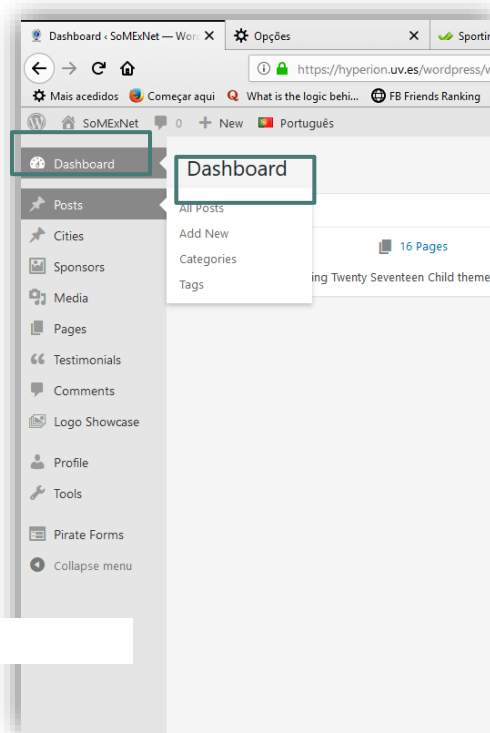 Dashboard ‹ SoMExNet — Wor
Opções
Sportin
https://hyperion.uv.es/wordpress/
Mais acedidos Começar aqui What is the logic behi... FB Friends Ranking
SoMExNet 0 New Português
Dashboard
Dashboard
Posts
All Posts
Cities
Add New
16 Pages
Sponsors
Categories
Media
Tags
ing Twenty Seventeen Child theme
Pages
Testimonials
Comments
Logo Showcase
Profile
Tools
Pirate Forms
Collapse menu